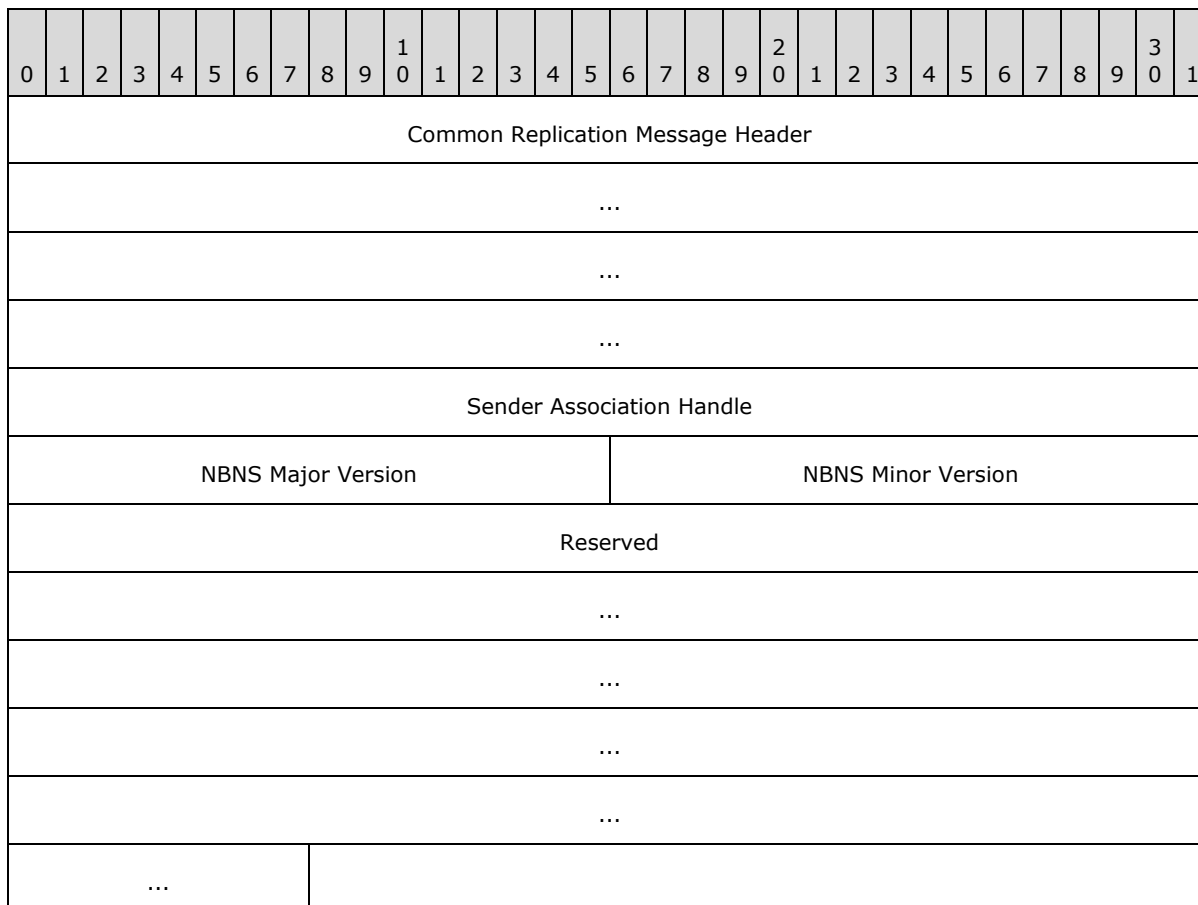 1 2 3
0 1 2 3 4 5 6 7 8 9 0 1 2 3 4 5 6 7 8 9 0 1 2 3 4 5 6 7 8 9 0 1
Common Replication Message Header
...
...
...
Sender Association Handle
NBNS Major Version NBNS Minor Version
Reserved
...
...
...
...
...